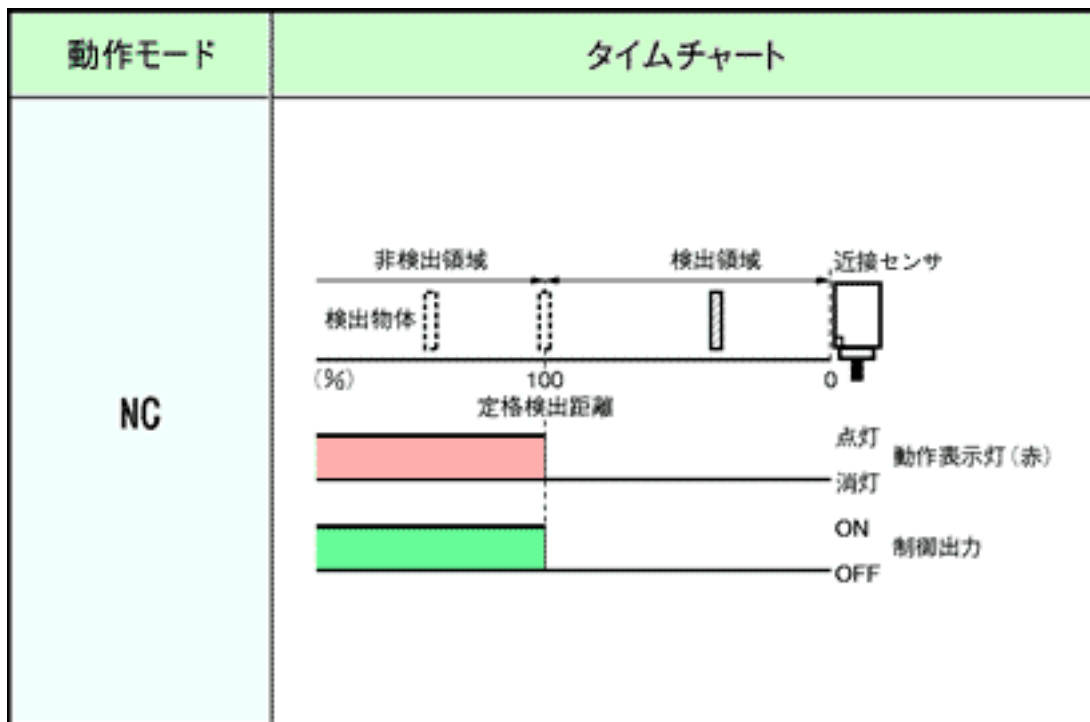 動作モード
タイムチャート
NC
非検出領域
検出領域
近接センサ
検出物体
(%)
100
0
定格検出距離
点灯
消灯
動作表示灯(赤)
ON
OFF
制御出力